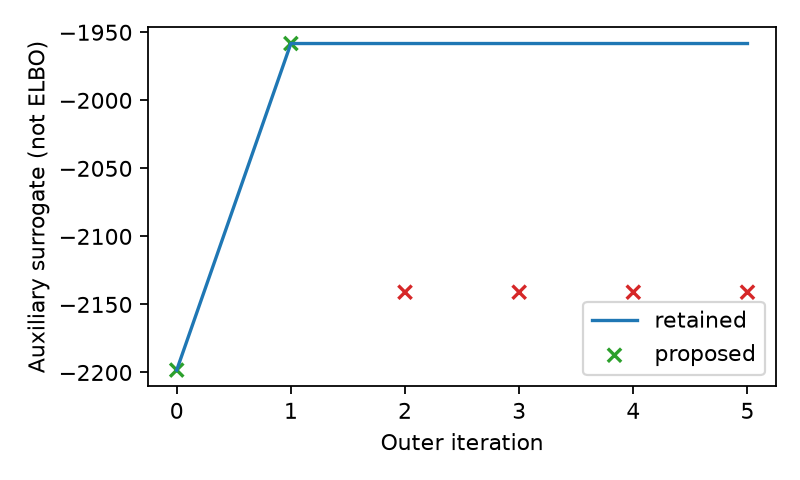 Auxiliary surrogate (not ELBO)
−1950
−2000
−2050
−2100
−2150
−2200
retained
proposed
0 1 2 3 4 5
Outer iteration